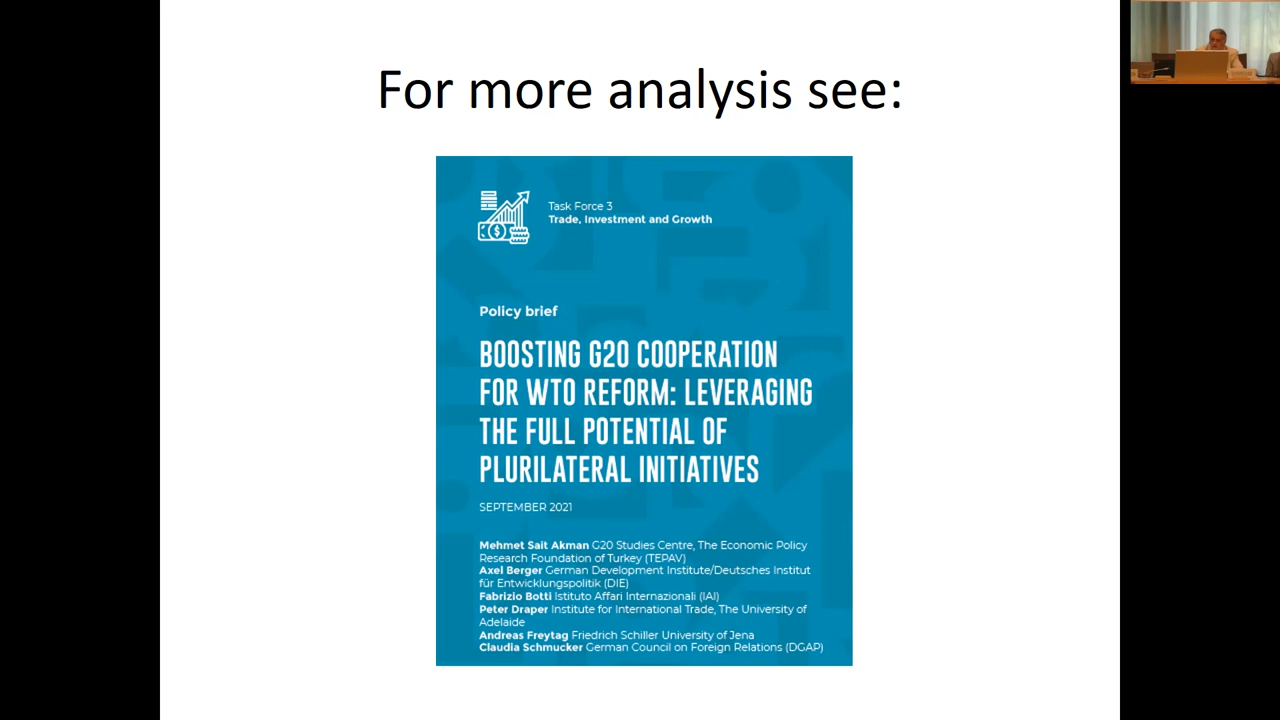 For more analysis see:
Task Force 3
Trade, Investment and Growth
Policy brief
BOOSTING G20 COOPERATION
FOR WTO REFORM: LEVERAGING
THE FULL POTENTIAL OF
PLURILATERAL INITIATIVES
SEPTEMBER 2021
Mehmet Sait Akman G20 Studies Centre, The Economic Policy
Research Foundation of Turkey (TEPAV)
Axel Berger German Development Institute/Deutsches Institut
für Entwicklungspolitik (DIE)
Fabrizio Botti Istituto Affari Internazionali (IAI)
Peter Draper Institute for International Trade, The University of
Adelaide
Andreas Freytag Friedrich Schiller University of Jena
Claudia Schmucker German Council on Foreign Relations (DGAP)